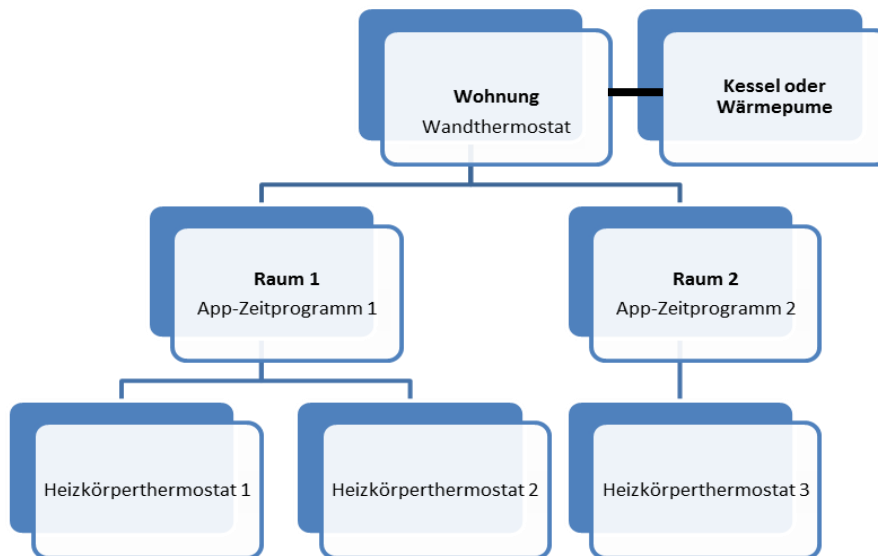 Wohnung
Wandthermostat
Kessel oder
Wärmepume
Raum 1
App-Zeitprogramm 1
Raum 2
App-Zeitprogramm 2
Heizkörperthermostat 1
Heizkörperthermostat 2
Heizkörperthermostat 3